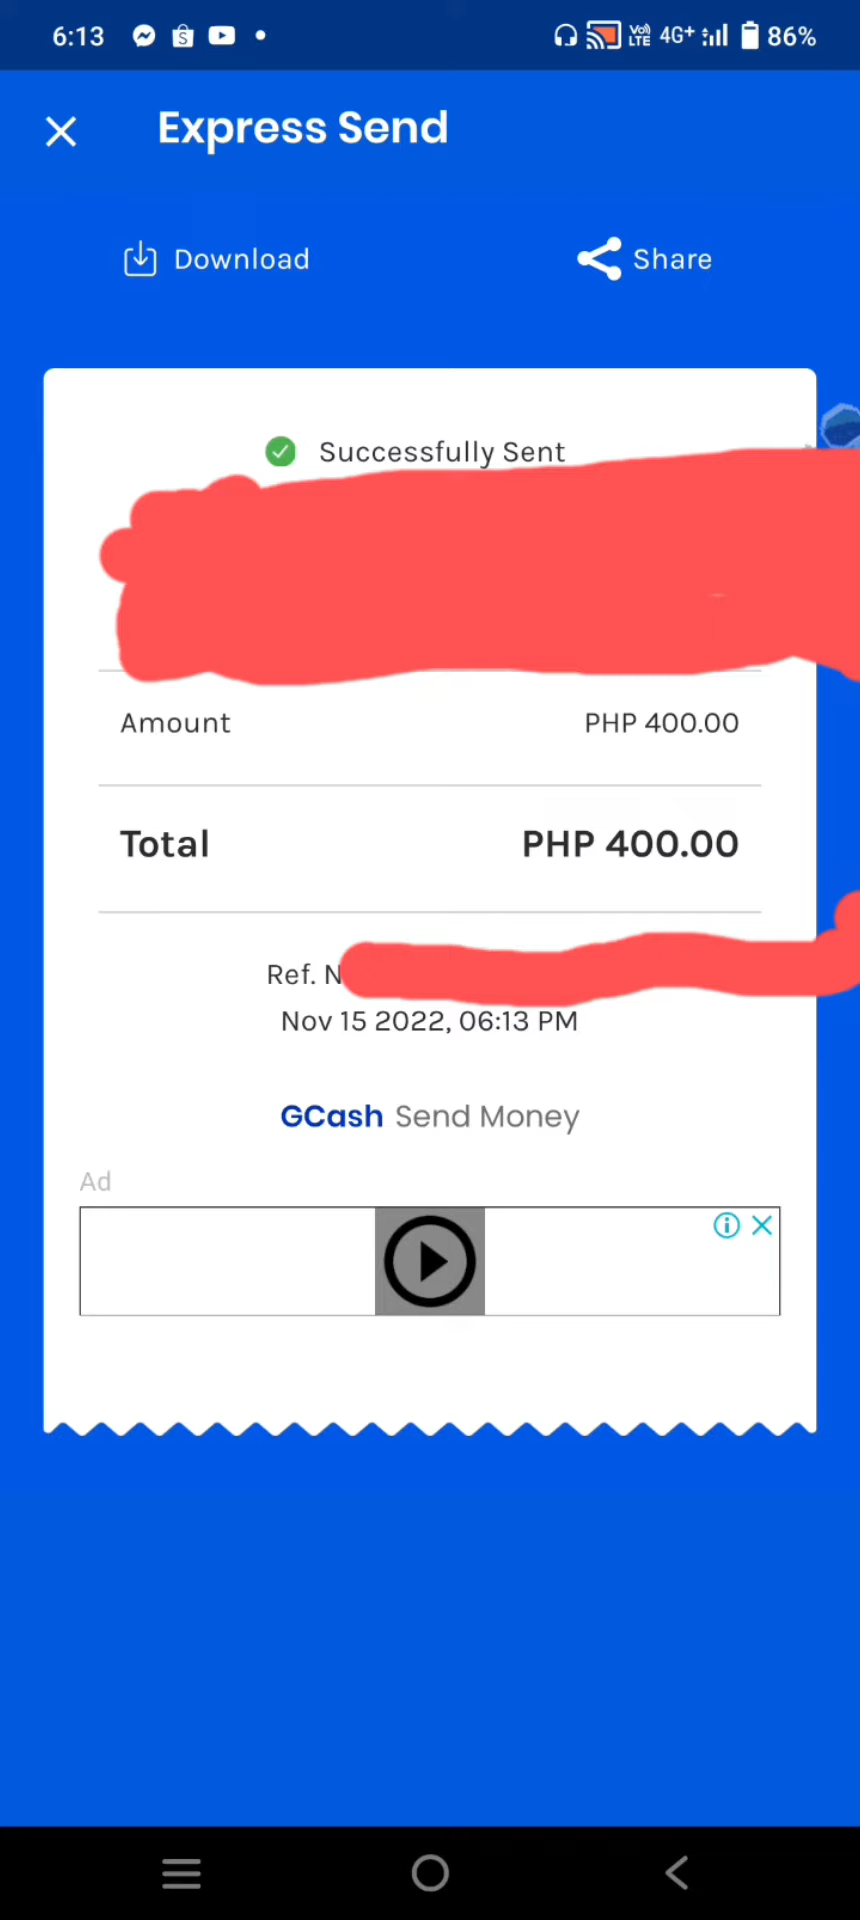 6:13 VoLTE 4G+ 86%
Express Send
Download Share
Successfully Sent
Amount PHP 400.00
Total PHP 400.00
Ref. N
Nov 15 2022, 06:13 PM
GCash Send Money
Ad